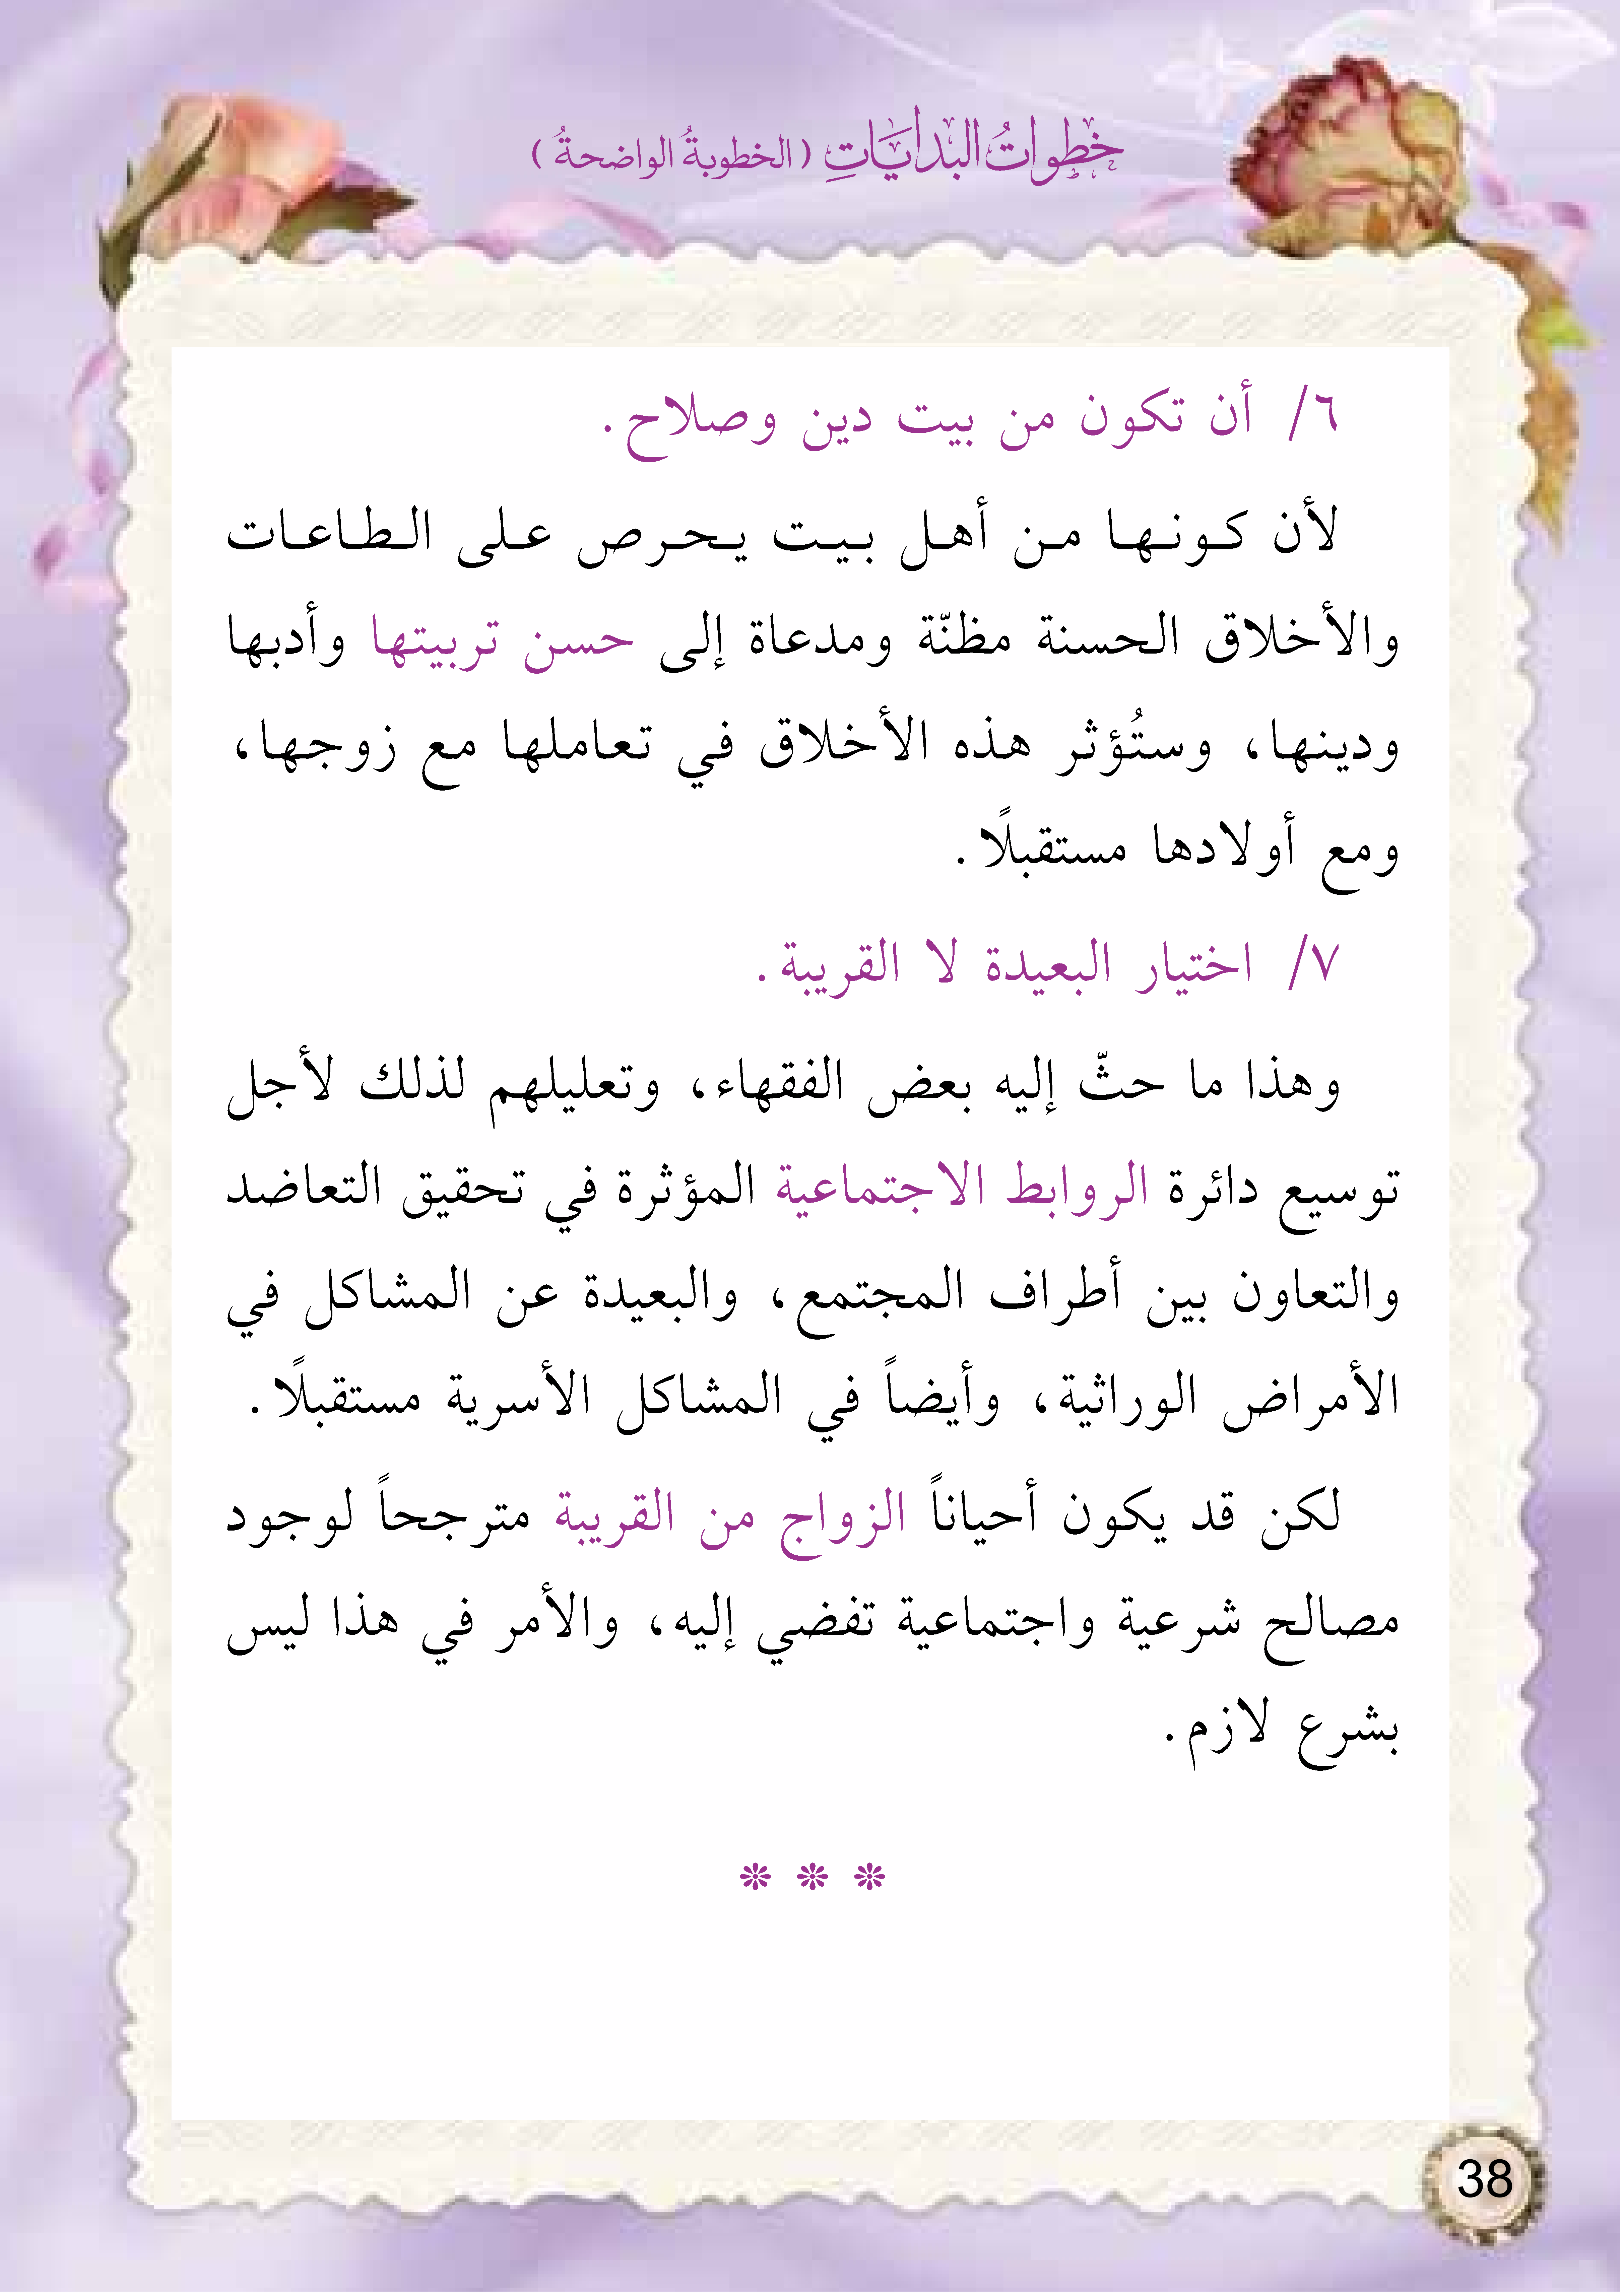 خطواتُ البدايَاتِ ( الخطوبةُ الواضحةُ )
٦/ أن تكون من بيت دين وصلاح.
لأن كونها من أهل بيت يحرص على الطاعات
والأخلاق الحسنة مظنّة ومدعاة إلى حسن تربيتها وأدبها
ودينها، وستُؤثر هذه الأخلاق في تعاملها مع زوجها،
ومع أولادها مستقبلًا.
٧/ اختيار البعيدة لا القريبة.
وهذا ما حثّ إليه بعض الفقهاء، وتعليلهم لذلك لأجل
توسيع دائرة الروابط الاجتماعية المؤثرة في تحقيق التعاضد
والتعاون بين أطراف المجتمع، والبعيدة عن المشاكل في
الأمراض الوراثية، وأيضاً في المشاكل الأسرية مستقبلًا.
لكن قد يكون أحياناً الزواج من القريبة مترجحاً لوجود
مصالح شرعية واجتماعية تفضي إليه، والأمر في هذا ليس
بشرع لازم.
38